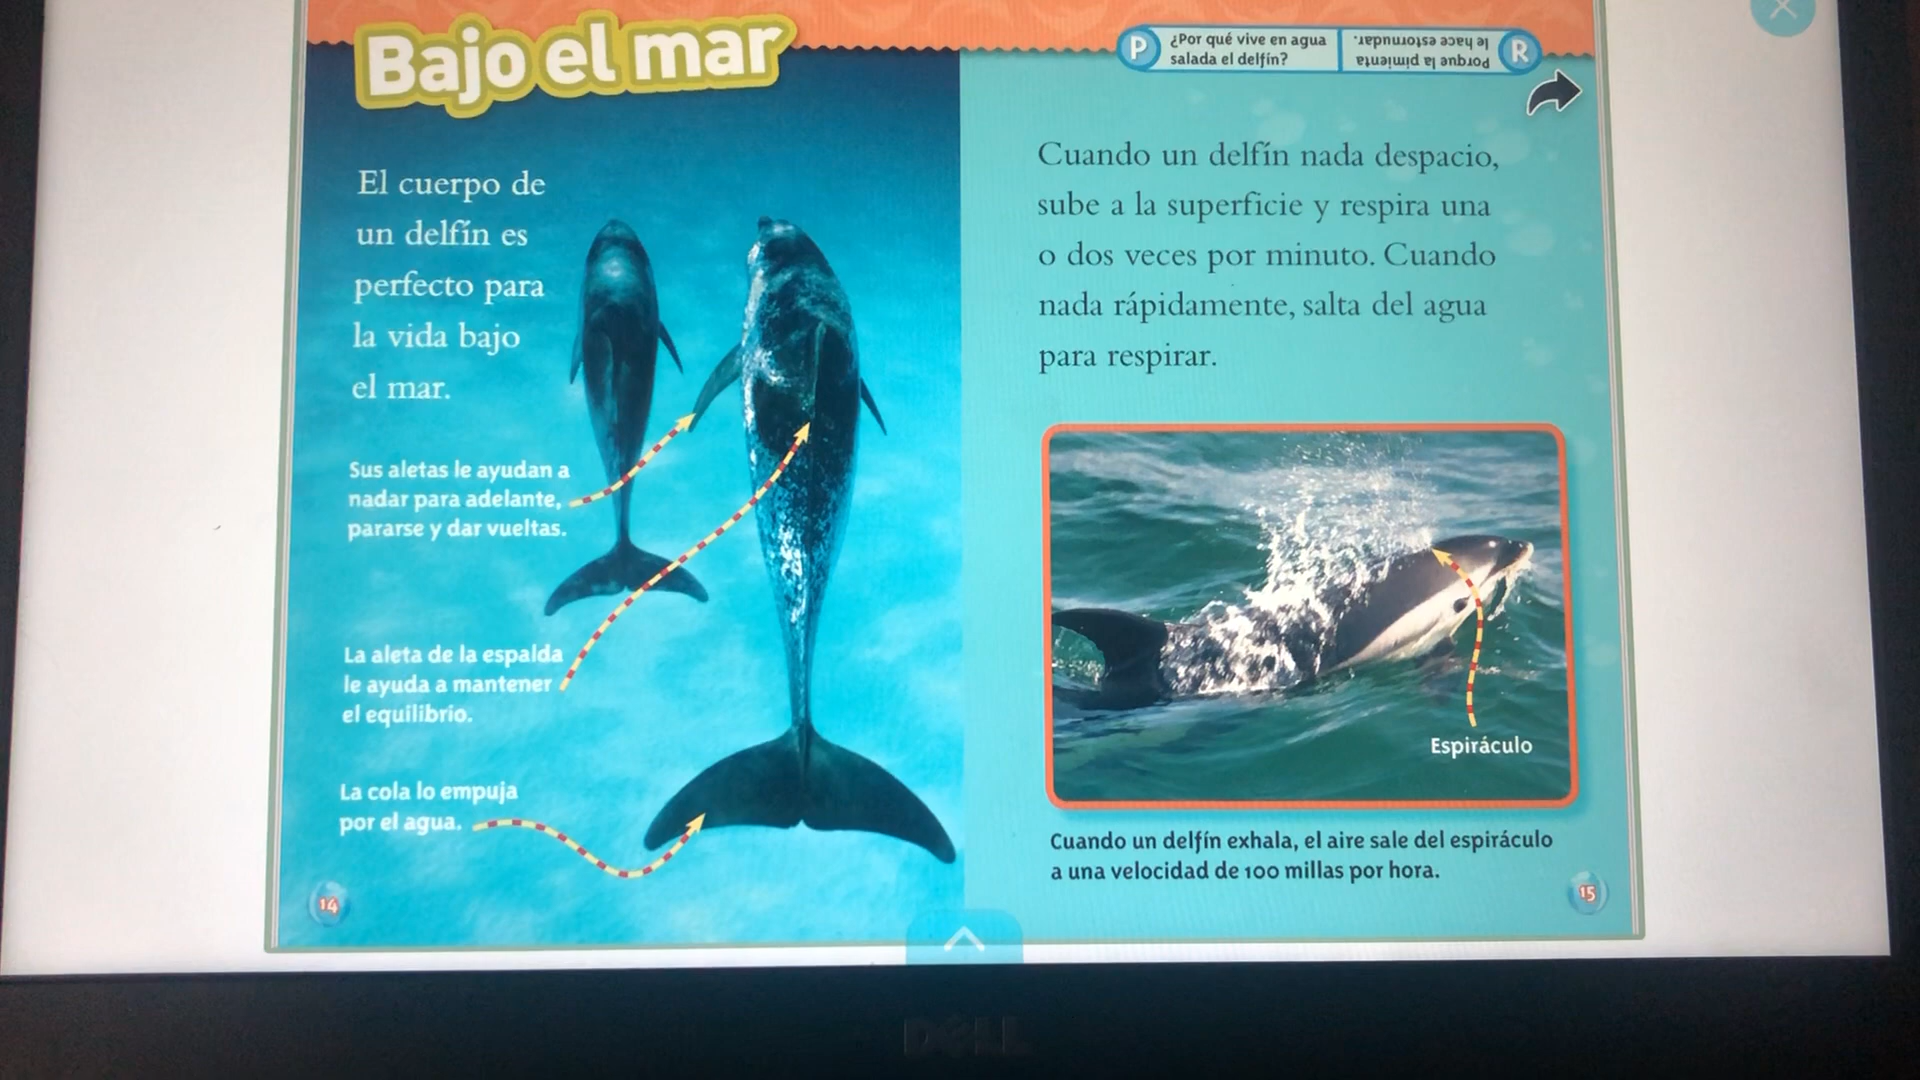 Bajo el mar
El cuerpo de
un delfín es
perfecto para
la vida bajo
el mar.
Sus aletas le ayudan a
nadar para adelante,
pararse y dar vueltas.
La aleta de la espalda
le ayuda a mantener
el equilibrio.
La cola lo empuja
por el agua.
14
P
¿Por qué vive en agua
salada el delfín?
Porque la pimienta
le hace estornudar.
R
Cuando un delfín nada despacio,
sube a la superficie y respira una
o dos veces por minuto. Cuando
nada rápidamente, salta del agua
para respirar.
Espiráculo
Cuando un delfín exhala, el aire sale del espiráculo
a una velocidad de 100 millas por hora.
15
DELL